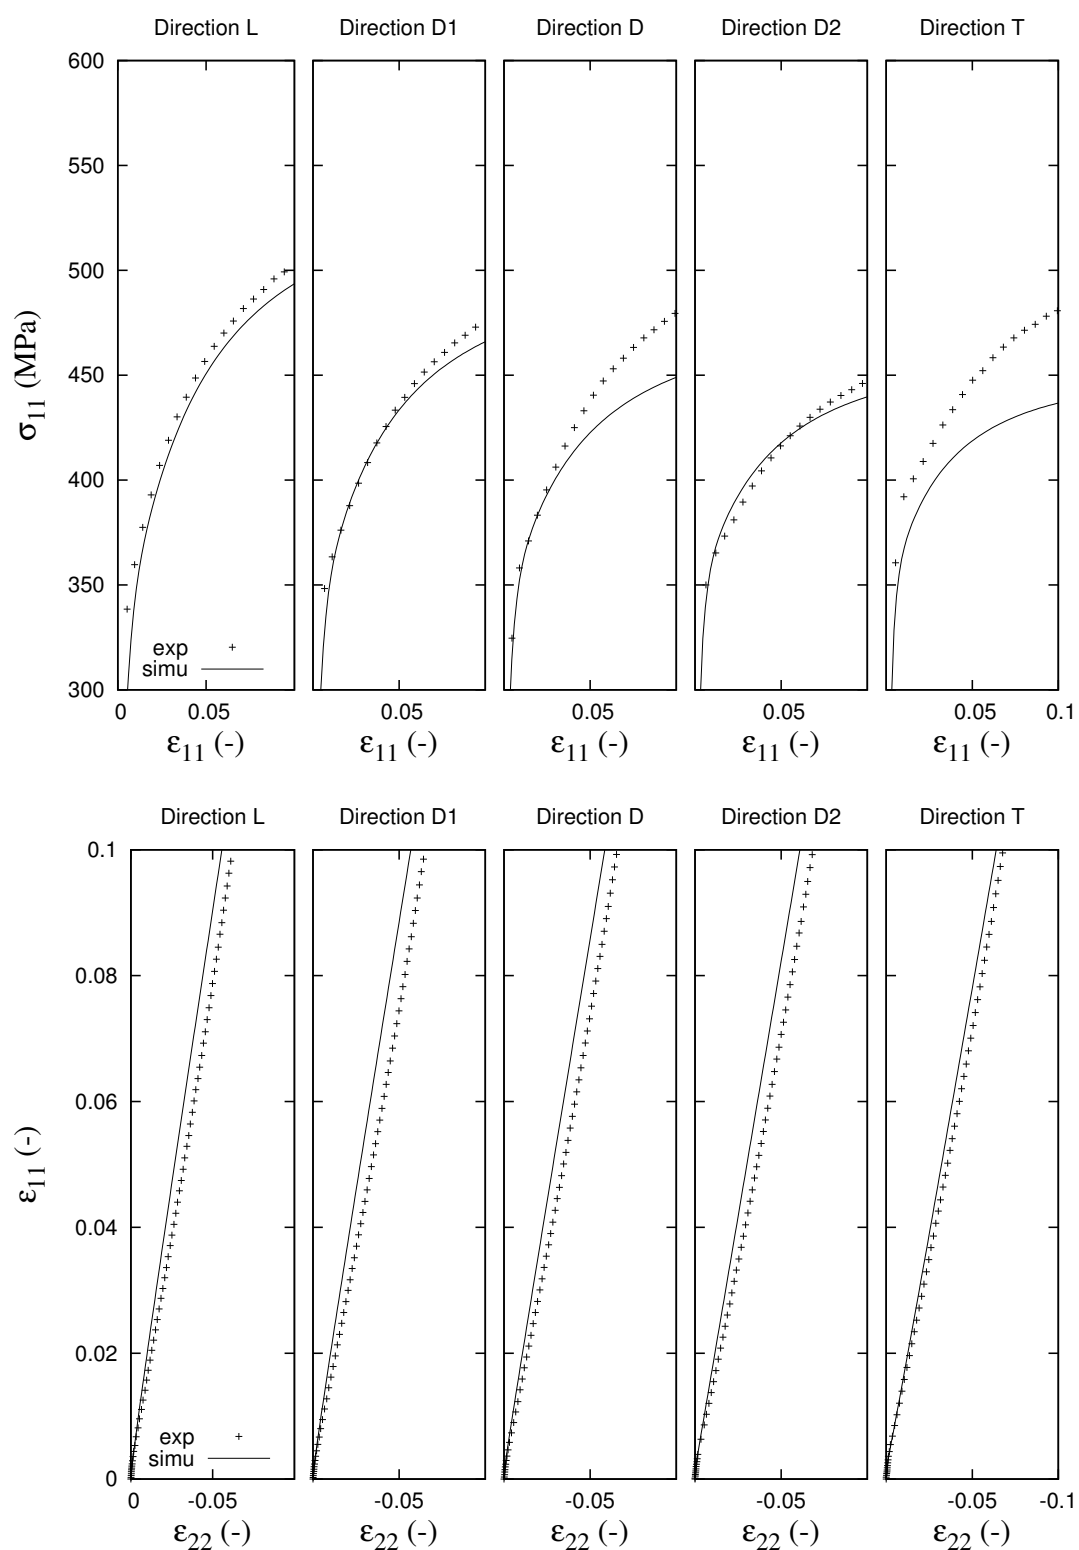 Direction L Direction D1 Direction D Direction D2 Direction T
600
550
500
450
400
350
300
σ11 (MPa)
exp
simu
0 0.05 0.05 0.05 0.05 0.05 0.1
ε11 (-) ε11 (-) ε11 (-) ε11 (-) ε11 (-)
Direction L Direction D1 Direction D Direction D2 Direction T
0.1
0.08
0.06
0.04
0.02
0
ε11 (-)
exp
simu
0 -0.05 -0.05 -0.05 -0.05 -0.05 -0.1
ε22 (-) ε22 (-) ε22 (-) ε22 (-) ε22 (-)